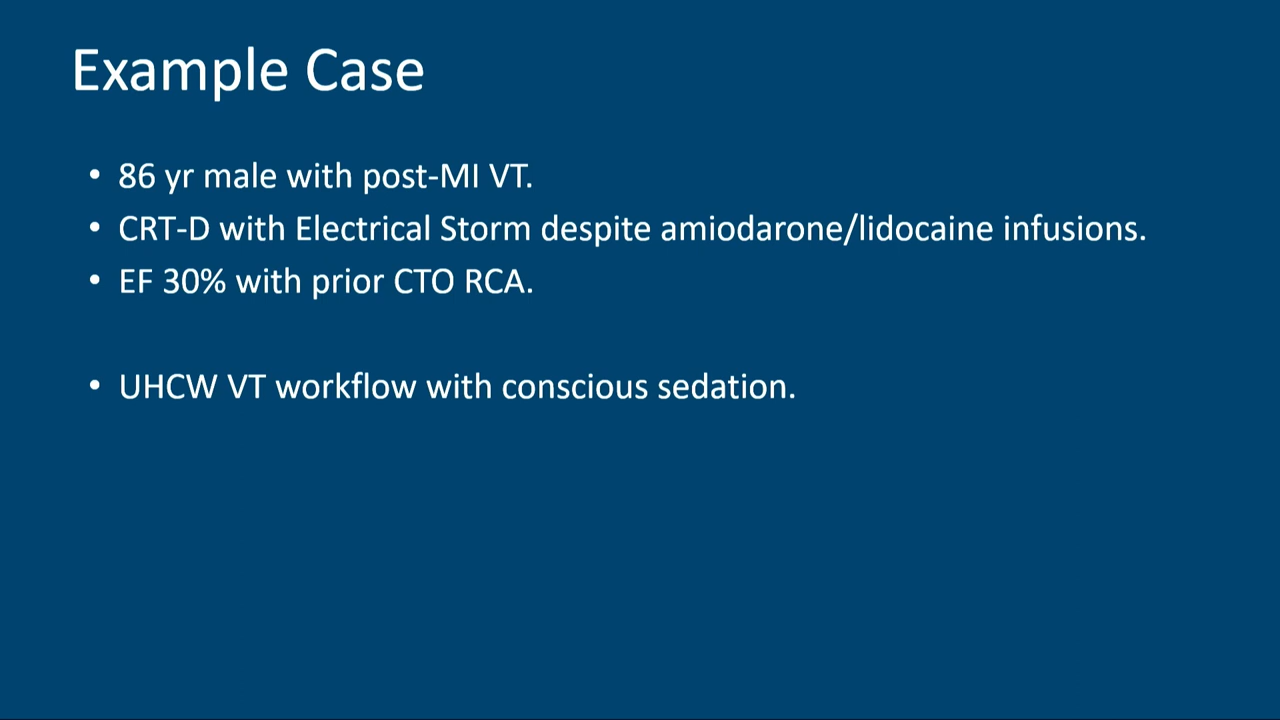 Example Case
• 86 yr male with post-MI VT.
• CRT-D with Electrical Storm despite amiodarone/lidocaine infusions.
• EF 30% with prior CTO RCA.
• UHCW VT workflow with conscious sedation.